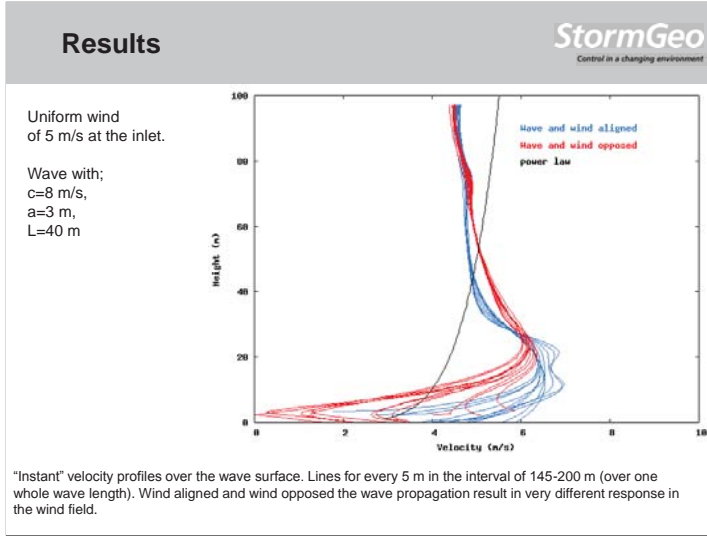 Results
StormGeo
Control in a changing environment
Uniform wind
of 5 m/s at the inlet.
Wave with;
c=8 m/s,
a=3 m,
L=40 m
100
80
60
40
20
0
Height (m)
Wave and wind aligned
Wave and wind opposed
power law
0 2 4 6 8 10
Velocity (m/s)
"Instant" velocity profiles over the wave surface. Lines for every 5 m in the interval of 145-200 m (over one
whole wave length). Wind aligned and wind opposed the wave propagation result in very different response in
the wind field.